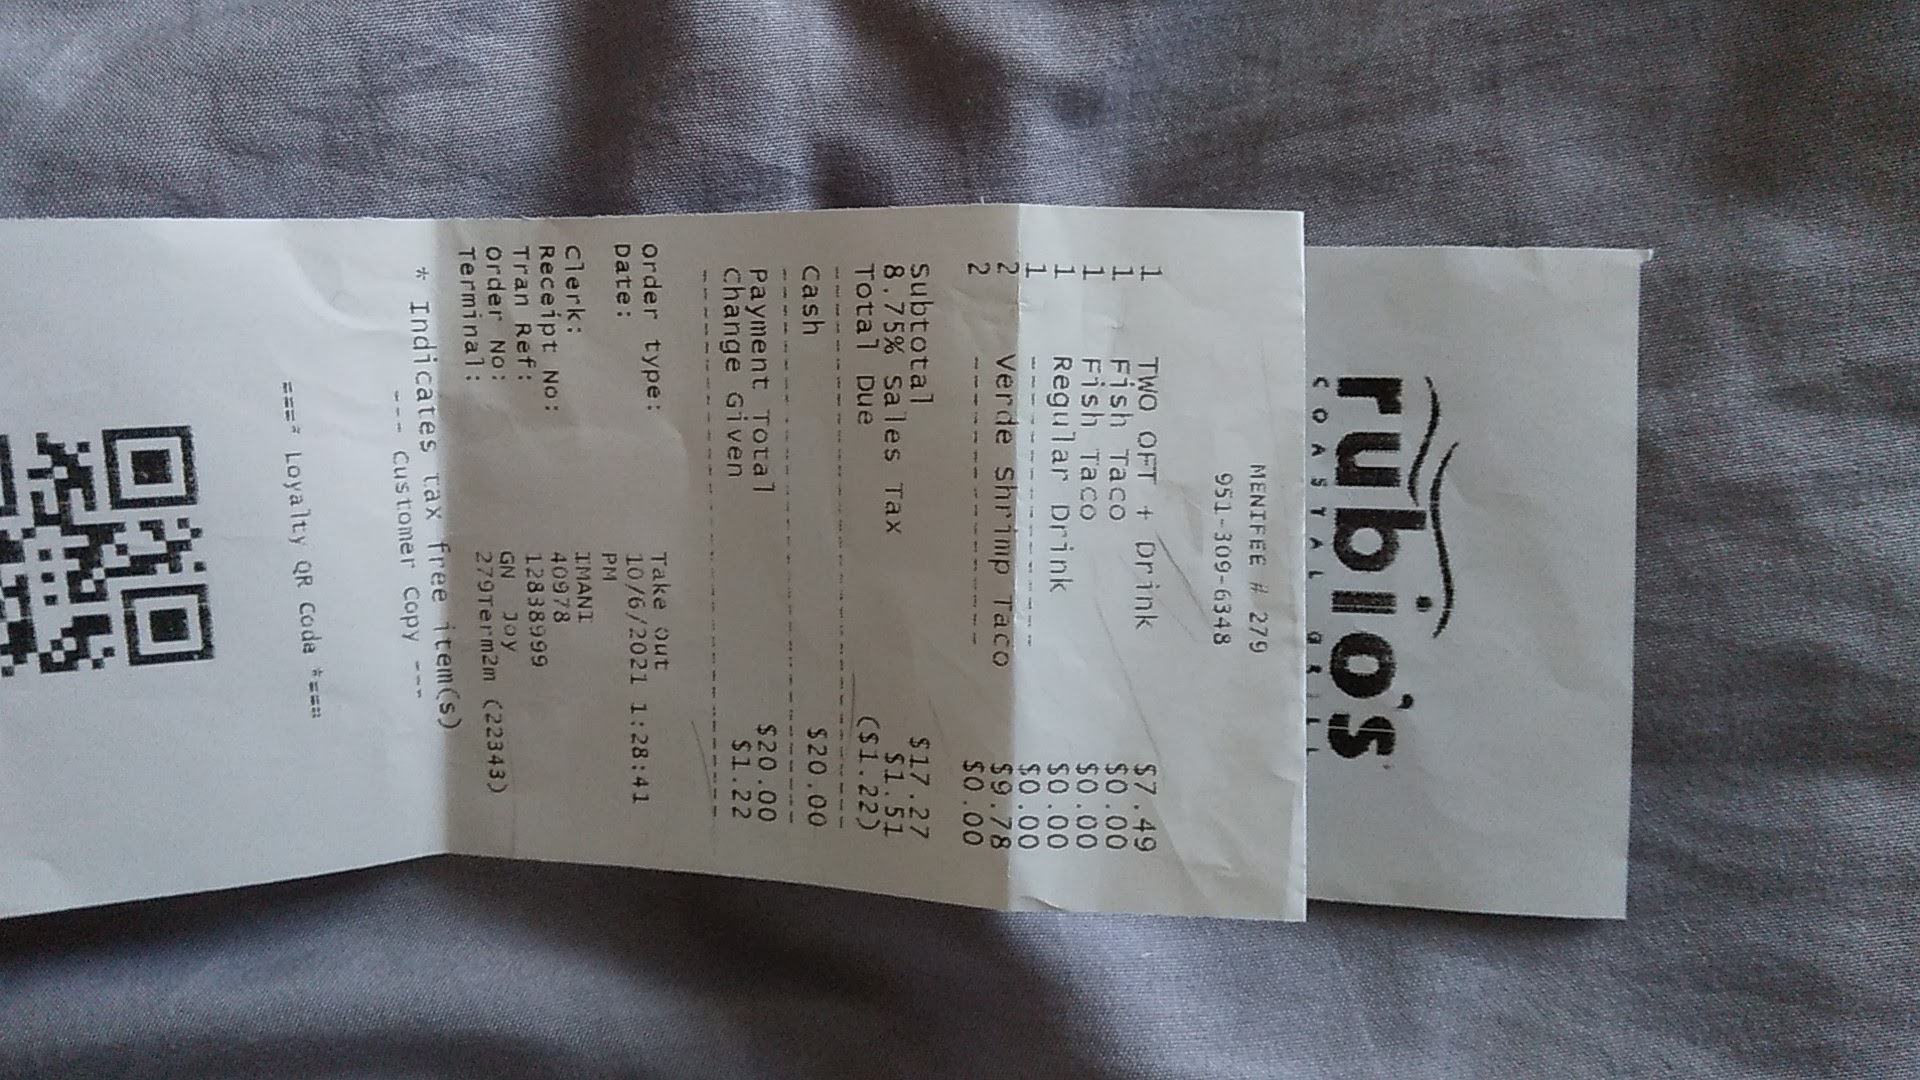 rubio's
COASTAL GRILL
MENIFEE # 279
951-309-6348
1 TWO OFT + Drink $7.49
1 Fish Taco $0.00
1 Fish Taco $0.00
1 Regular Drink $0.00
1 ------------------- $0.00
2 Verde Shrimp Taco $9.78
2 ------------------- $0.00
Subtotal $17.27
8.75% Sales Tax $1.51
Total Due ($1.22)
Cash $20.00
Payment Total $20.00
Change Given $1.22
Order type: Take Out
Date: 10/6/2021 1:28:41
PM
Clerk: IMANI
Receipt No: 40978
Tran Ref: 12838999
Order No: GN Joy
Terminal: 279Term2m (22343)
* Indicates tax free item(s)
--- Customer Copy ---
===* Loyalty QR Code *===